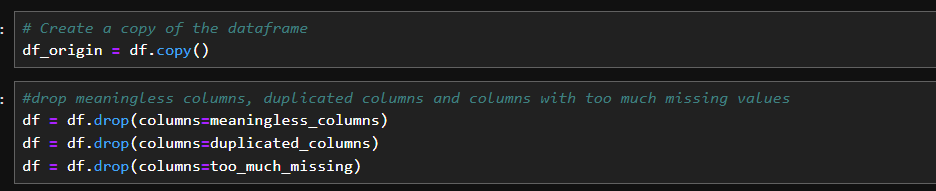 :
# Create a copy of the dataframe
df_origin = df.copy()
:
#drop meaningless columns, duplicated columns and columns with too much missing values
df = df.drop(columns=meaningless_columns)
df = df.drop(columns=duplicated_columns)
df = df.drop(columns=too_much_missing)